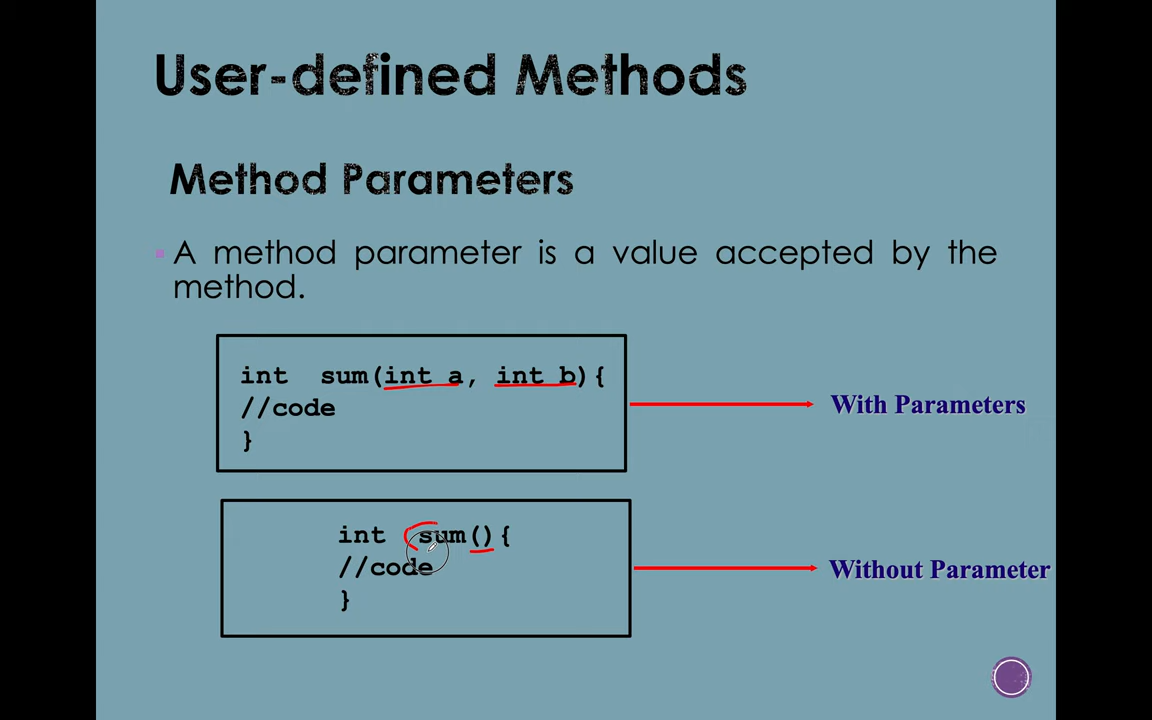 User-defined Methods
Method Parameters
A method parameter is a value accepted by the
method.
int sum(int a, int b){
//code
}
With Parameters
int sum(){
//code
}
Without Parameter